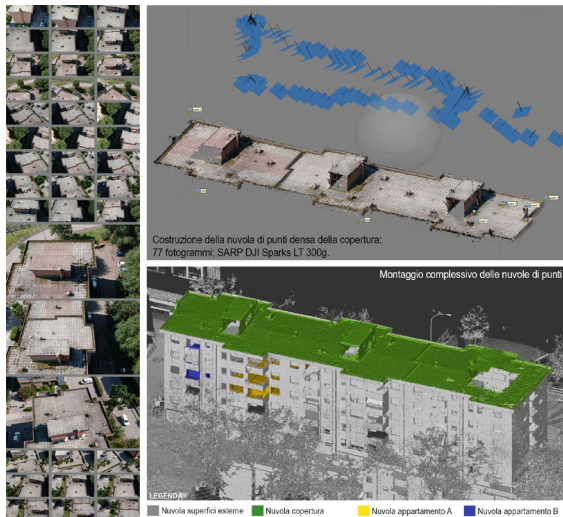 Costruzione della nuvola di punti densa della copertura:
77 fotogrammi; SARP DJI Sparks LT 300g.
Montaggio complessivo delle nuvole di punti
LEGENDA
Nuvola superfici esterne
Nuvola copertura
Nuvola appartamento A
Nuvola appartamento B